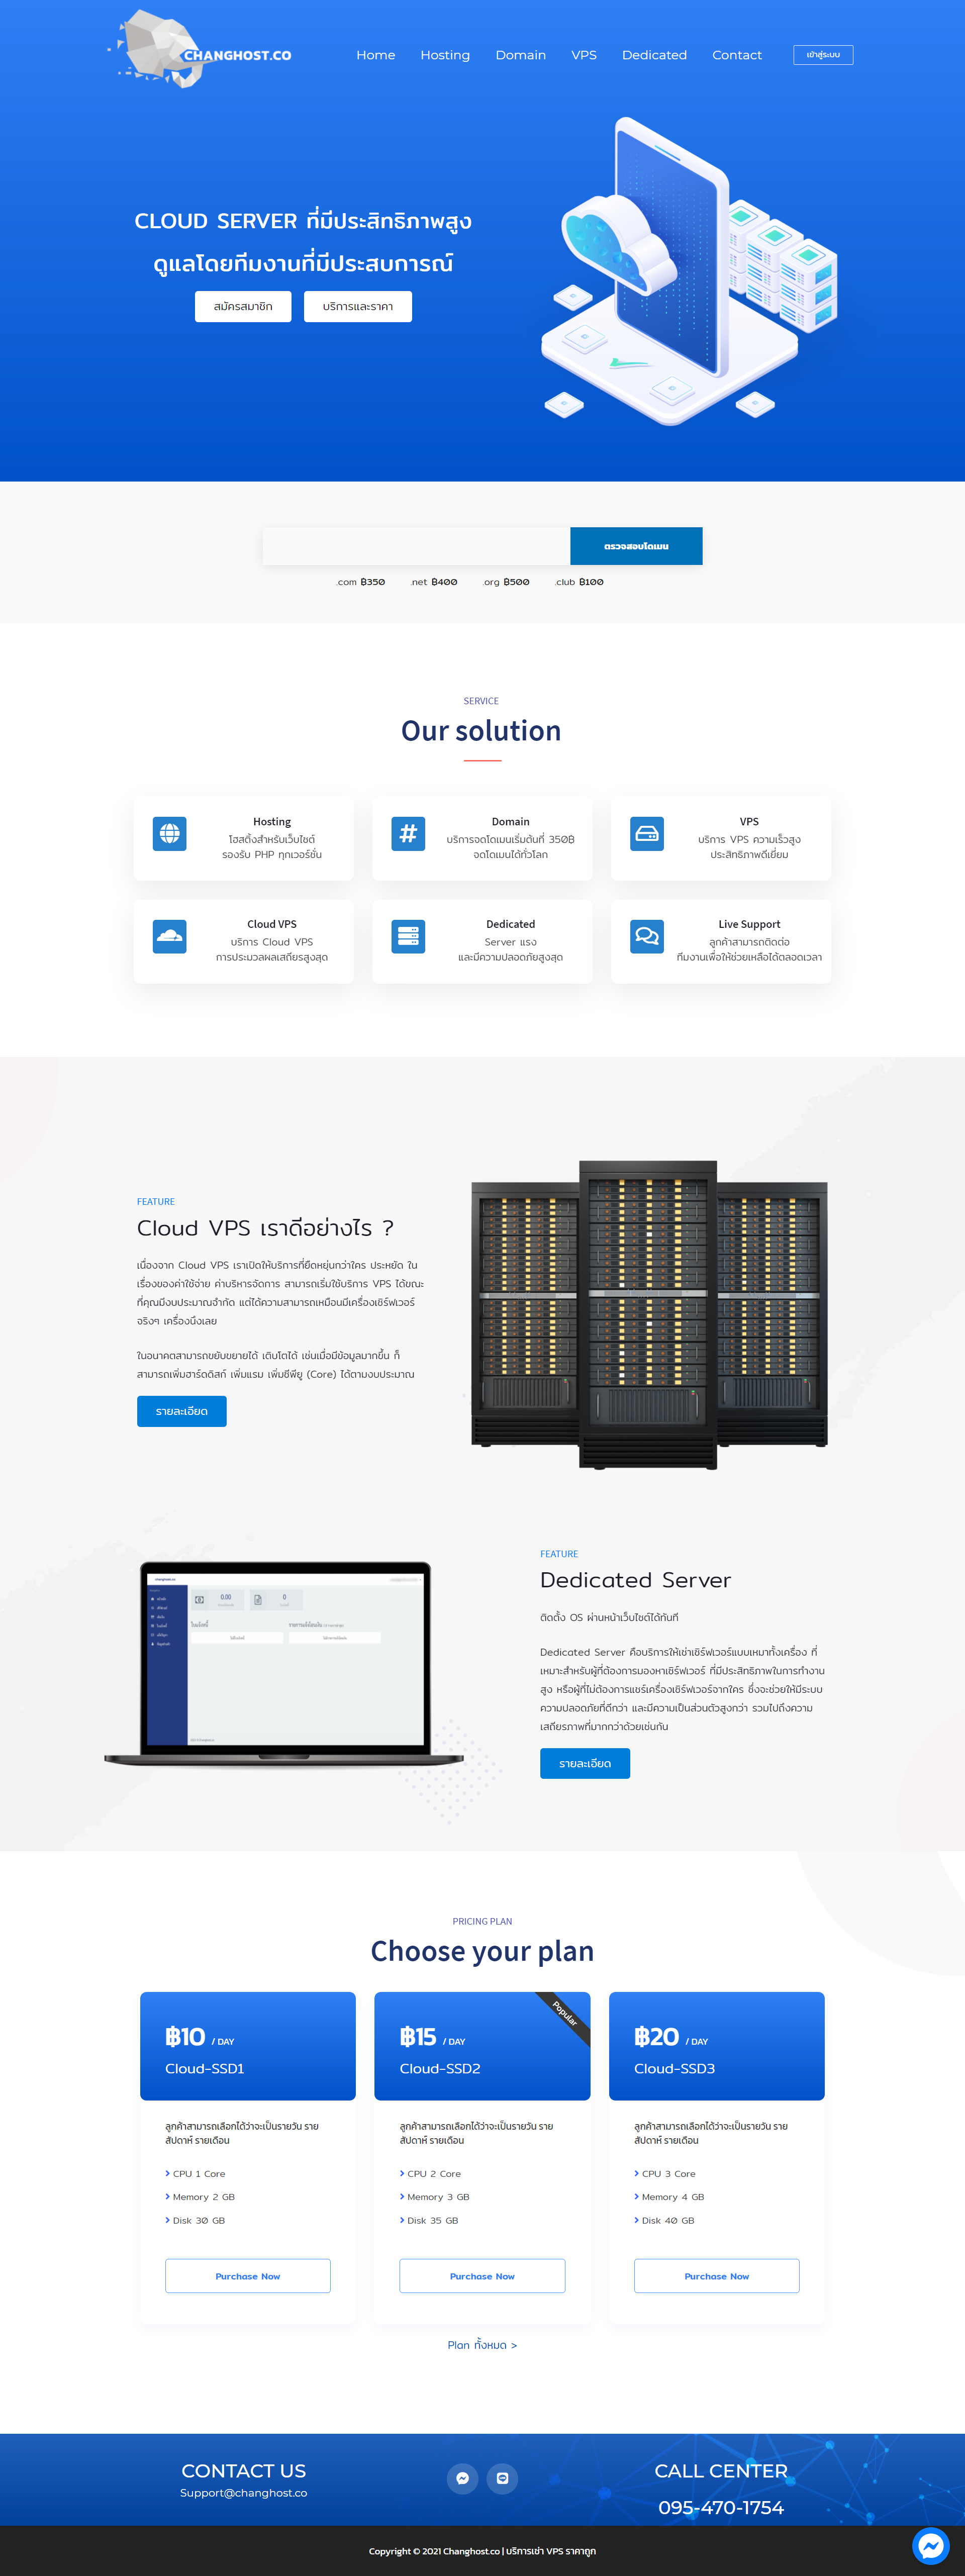 CHANGHOST.CO
Home Hosting Domain VPS Dedicated Contact เข้าสู่ระบบ
CLOUD SERVER ที่มีประสิทธิภาพสูง
ดูแลโดยทีมงานที่มีประสบการณ์
สมัครสมาชิก บริการและราคา
ตรวจสอบโดเมน
.com ฿350 .net ฿400 .org ฿500 .club ฿100
SERVICE
Our solution
Hosting
โฮสติ้งสำหรับเว็บไซต์
รองรับ PHP ทุกเวอร์ชั่น
Domain
บริการจดโดเมนเริ่มต้นที่ 350฿
จดโดเมนได้ทั่วโลก
VPS
บริการ VPS ความเร็วสูง
ประสิทธิภาพดีเยี่ยม
Cloud VPS
บริการ Cloud VPS
การประมวลผลเสถียรสูงสุด
Dedicated
Server แรง
และมีความปลอดภัยสูงสุด
Live Support
ลูกค้าสามารถติดต่อ
ทีมงานเพื่อให้ช่วยเหลือได้ตลอดเวลา
FEATURE
Cloud VPS เราดีอย่างไร ?
เนื่องจาก Cloud VPS เราเปิดให้บริการที่ยืดหยุ่นกว่าใคร ประหยัด ใน
เรื่องของค่าใช้จ่าย ค่าบริหารจัดการ สามารถเริ่มใช้บริการ VPS ได้ขณะ
ที่คุณมีงบประมาณจำกัด แต่ได้ความสามารถเหมือนมีเครื่องเซิร์ฟเวอร์
จริงๆ เครื่องนึงเลย
ในอนาคตสามารถขยับขยายได้ เติบโตได้ เช่นเมื่อมีข้อมูลมากขึ้น ก็
สามารถเพิ่มฮาร์ดดิสก์ เพิ่มแรม เพิ่มซีพียู (Core) ได้ตามงบประมาณ
รายละเอียด
FEATURE
Dedicated Server
ติดตั้ง OS ผ่านหน้าเว็บไซต์ได้ทันที
Dedicated Server คือบริการให้เช่าเซิร์ฟเวอร์แบบเหมาทั้งเครื่อง ที่
เหมาะสำหรับผู้ที่ต้องการมองหาเซิร์ฟเวอร์ ที่มีประสิทธิภาพในการทำงาน
สูง หรือผู้ที่ไม่ต้องการแชร์เครื่องเซิร์ฟเวอร์จากใคร ซึ่งจะช่วยให้มีระบบ
ความปลอดภัยที่ดีกว่า และมีความเป็นส่วนตัวสูงกว่า รวมไปถึงความ
เสถียรภาพที่มากกว่าด้วยเช่นกัน
รายละเอียด
PRICING PLAN
Choose your plan
฿10 / DAY
Cloud-SSD1
ลูกค้าสามารถเลือกได้ว่าจะเป็นรายวัน ราย
สัปดาห์ รายเดือน
CPU 1 Core
Memory 2 GB
Disk 30 GB
Purchase Now
Popular
฿15 / DAY
Cloud-SSD2
ลูกค้าสามารถเลือกได้ว่าจะเป็นรายวัน ราย
สัปดาห์ รายเดือน
CPU 2 Core
Memory 3 GB
Disk 35 GB
Purchase Now
฿20 / DAY
Cloud-SSD3
ลูกค้าสามารถเลือกได้ว่าจะเป็นรายวัน ราย
สัปดาห์ รายเดือน
CPU 3 Core
Memory 4 GB
Disk 40 GB
Purchase Now
Plan ทั้งหมด >
CONTACT US
Support@changhost.co
CALL CENTER
095-470-1754
Copyright © 2021 Changhost.co | บริการเช่า VPS ราคาถูก